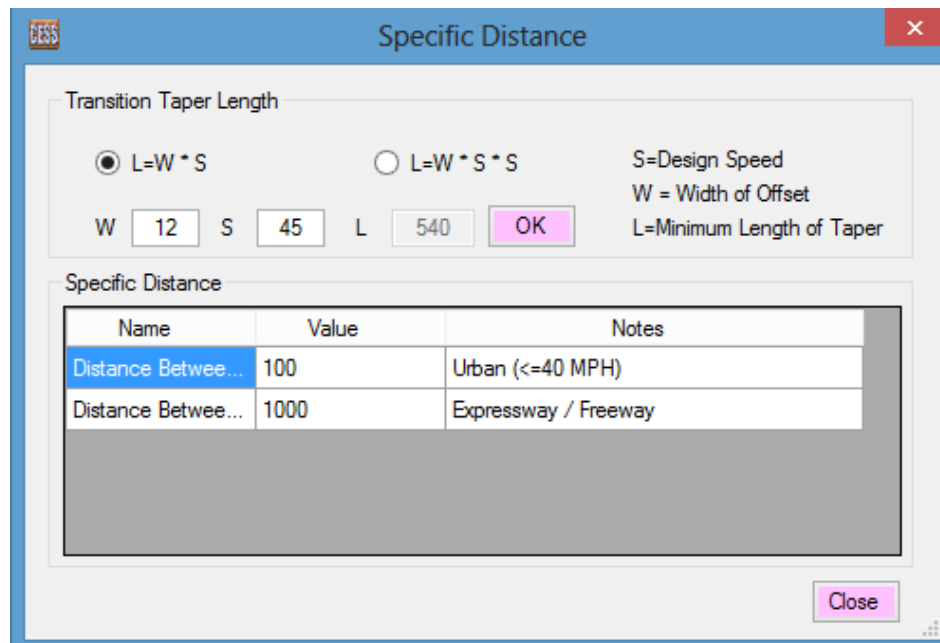 CESS
Specific Distance
Transition Taper Length
L=W * S
L=W * S * S
S=Design Speed
W = Width of Offset
L=Minimum Length of Taper
W 12 S 45 L 540 OK
Specific Distance
Name Value Notes
Distance Betwee... 100 Urban (<=40 MPH)
Distance Betwee... 1000 Expressway / Freeway
Close